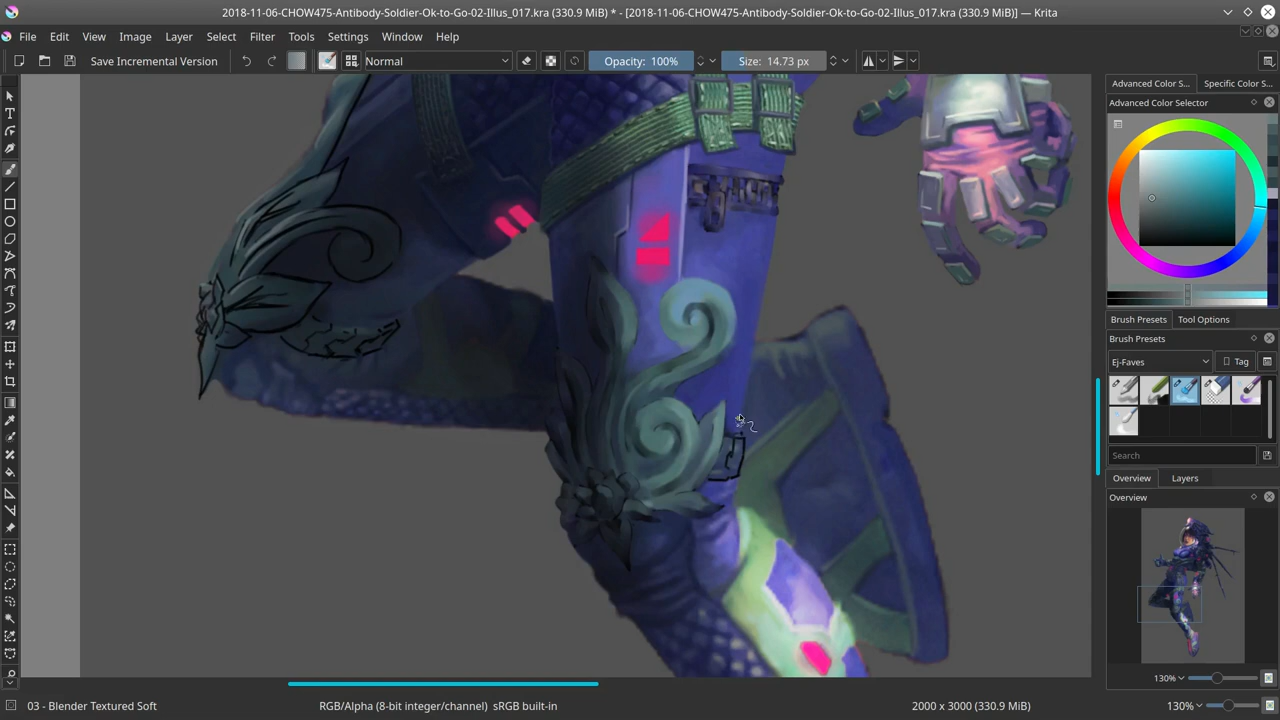 2018-11-06-CHOW475-Antibody-Soldier-Ok-to-Go-02-Illus_017.kra (330.9 MiB) * - [2018-11-06-CHOW475-Antibody-Soldier-Ok-to-Go-02-Illus_017.kra (330.9 MiB)] — Krita
File Edit View Image Layer Select Filter Tools Settings Window Help
Save Incremental Version Normal Opacity: 100% Size: 14.73 px
Advanced Color S... Specific Color S...
Advanced Color Selector
Brush Presets Tool Options
Brush Presets
Ej-Faves Tag
Search
Overview Layers
Overview
130%
03 - Blender Textured Soft RGB/Alpha (8-bit integer/channel) sRGB built-in 2000 x 3000 (330.9 MiB) 130%